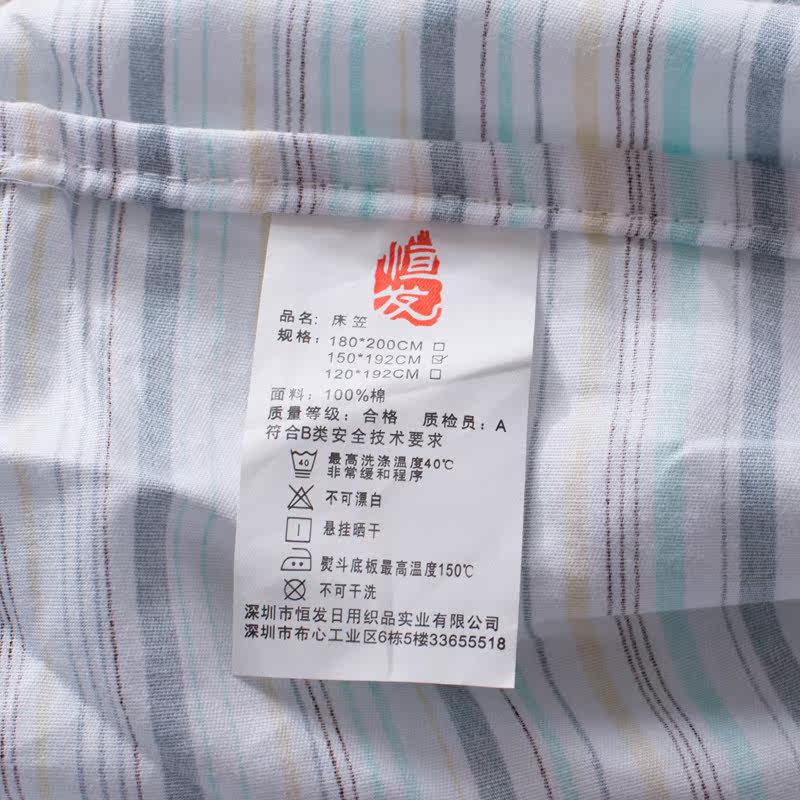 恒发
品名: 床笠
规格: 180*200CM □
150*192CM ☑
120*192CM □
面料: 100%棉
质量等级: 合格 质检员: A
符合B类安全技术要求
40 最高洗涤温度40℃
非常缓和程序
不可漂白
悬挂晒干
熨斗底板最高温度150℃
不可干洗
深圳市恒发日用织品实业有限公司
深圳市布心工业区6栋5楼33655518